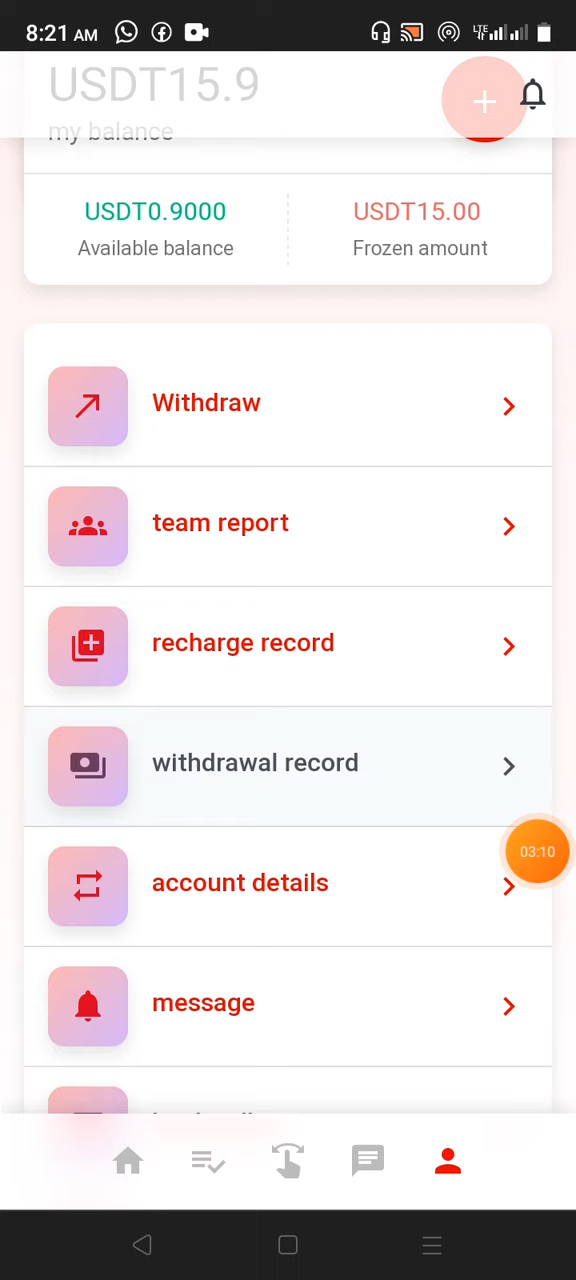 8:21 AM
LTE
USDT15.9
my balance
USDT0.9000
USDT15.00
Available balance
Frozen amount
Withdraw
team report
recharge record
withdrawal record
03:10
account details
message